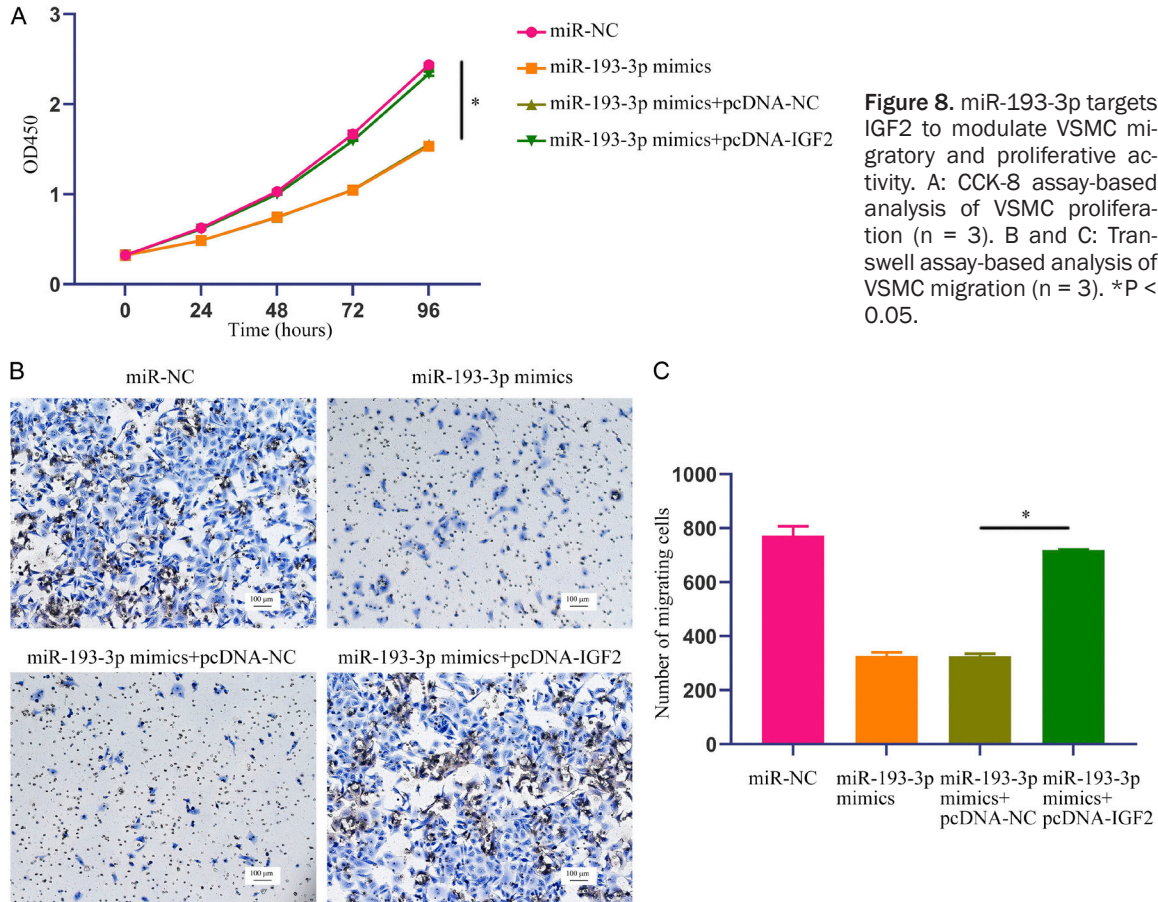 A
3
2
1
0
OD450
0 24 48 72 96
Time (hours)
*
miR-NC
miR-193-3p mimics
miR-193-3p mimics+pcDNA-NC
miR-193-3p mimics+pcDNA-IGF2
Figure 8. miR-193-3p targets
IGF2 to modulate VSMC mi-
gratory and proliferative ac-
tivity. A: CCK-8 assay-based
analysis of VSMC prolifera-
tion (n = 3). B and C: Tran-
swell assay-based analysis of
VSMC migration (n = 3). *P <
0.05.
B
miR-NC
miR-193-3p mimics
100 μm
100 μm
miR-193-3p mimics+pcDNA-NC
miR-193-3p mimics+pcDNA-IGF2
100 μm
100 μm
C
1000
800
600
400
200
0
Number of migrating cells
*
miR-NC
miR-193-3p
mimics
miR-193-3p
mimics+
pcDNA-NC
miR-193-3p
mimics+
pcDNA-IGF2